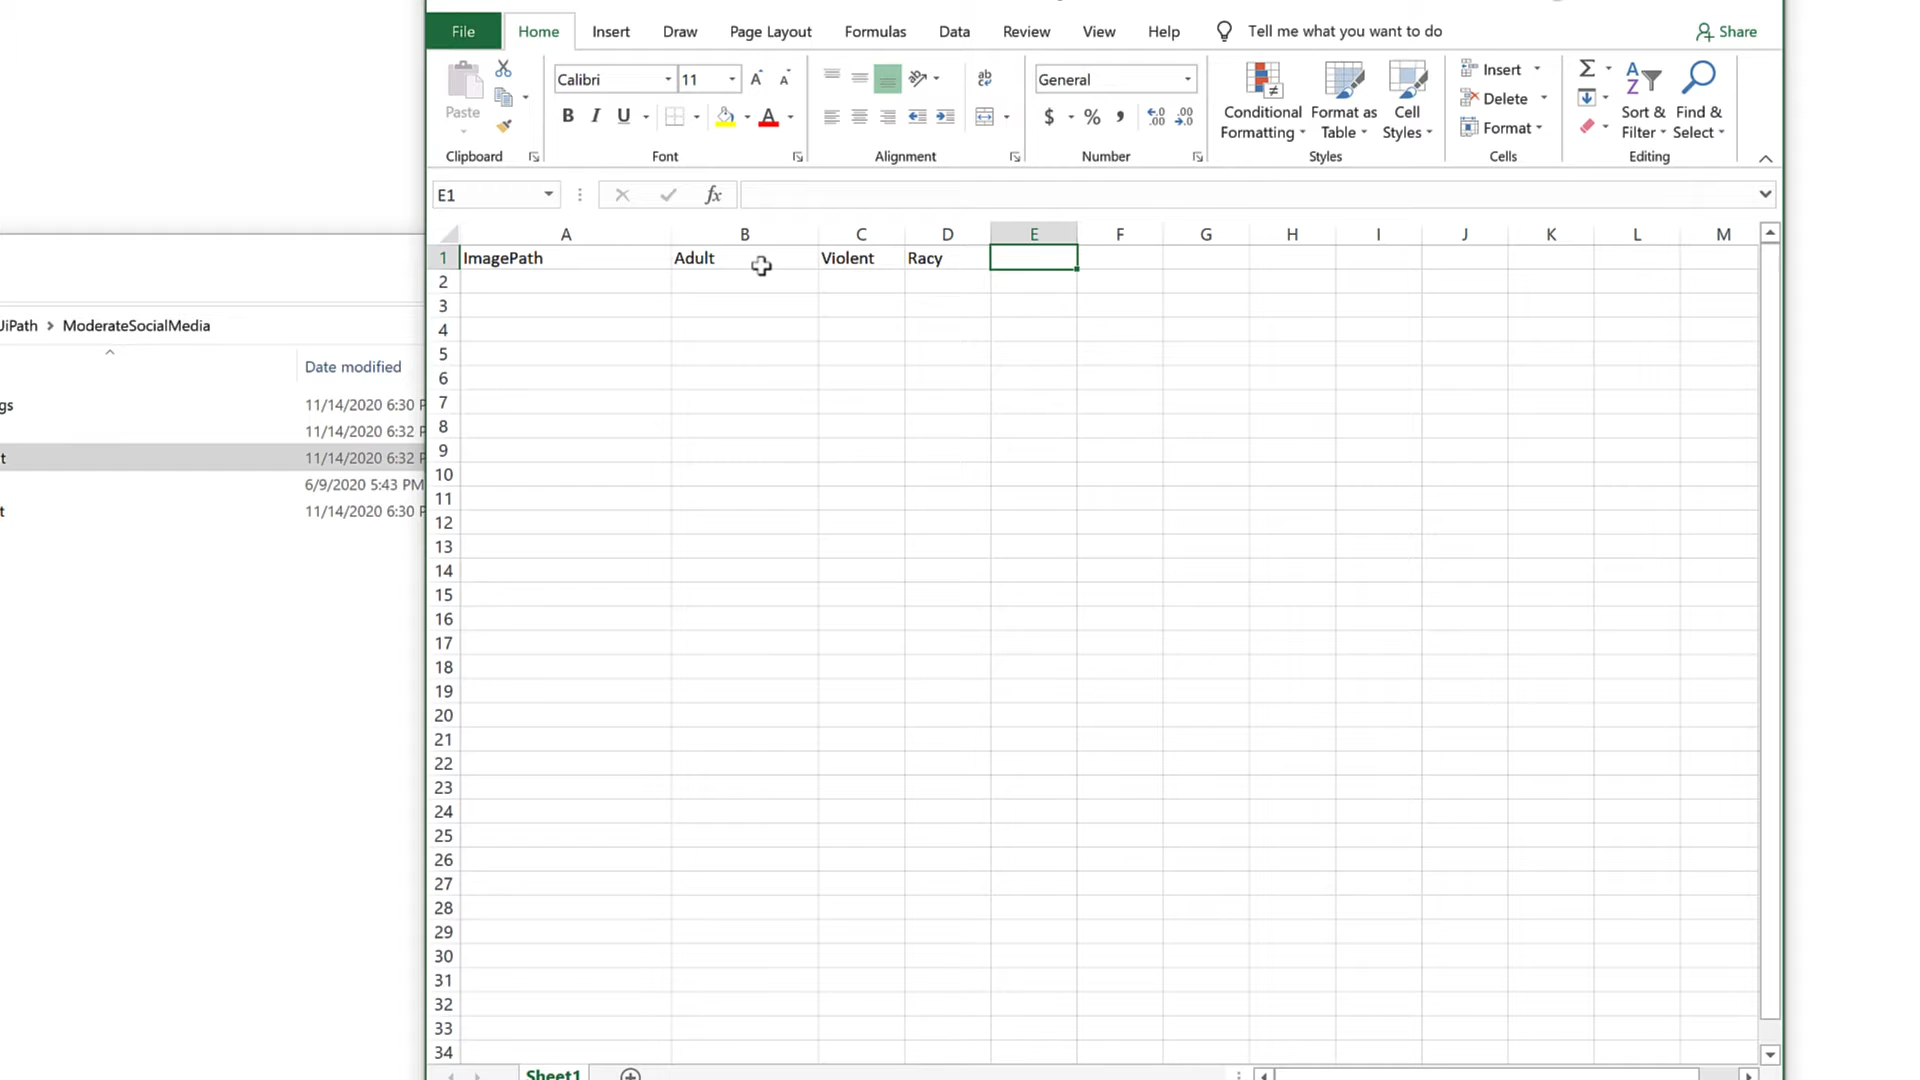 File Home Insert Draw Page Layout Formulas Data Review View Help Tell me what you want to do Share
Calibri 11 General
Paste
B I U
A
ab
$ % ,
Conditional Formatting
Format as Table
Cell Styles
Insert
Delete
Format
Sort & Filter
Find & Select
Clipboard Font Alignment Number Styles Cells Editing
E1 fx
A B C D E F G H I J K L M
1 ImagePath Adult Violent Racy
2
3
4
5
6
7
8
9
10
11
12
13
14
15
16
17
18
19
20
21
22
23
24
25
26
27
28
29
30
31
32
33
34
Sheet1
UiPath > ModerateSocialMedia
Date modified
gs 11/14/2020 6:30
11/14/2020 6:32
t 11/14/2020 6:32
6/9/2020 5:43 PM
t 11/14/2020 6:30